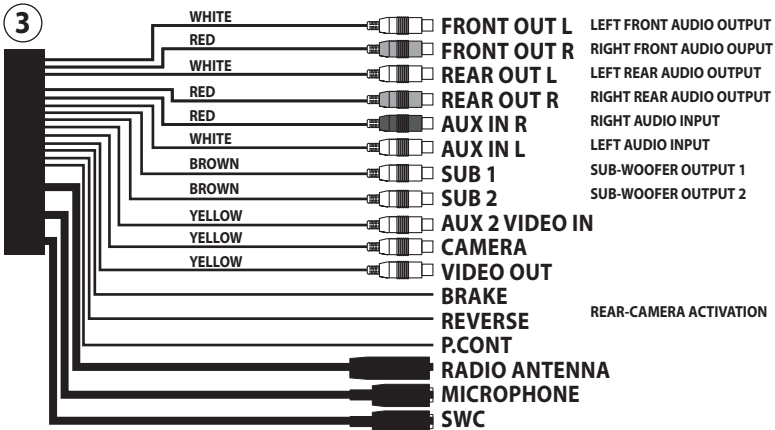 3
WHITE FRONT OUT L LEFT FRONT AUDIO OUTPUT
RED FRONT OUT R RIGHT FRONT AUDIO OUPUT
WHITE REAR OUT L LEFT REAR AUDIO OUTPUT
RED REAR OUT R RIGHT REAR AUDIO OUTPUT
RED AUX IN R RIGHT AUDIO INPUT
WHITE AUX IN L LEFT AUDIO INPUT
BROWN SUB 1 SUB-WOOFER OUTPUT 1
BROWN SUB 2 SUB-WOOFER OUTPUT 2
YELLOW AUX 2 VIDEO IN
YELLOW CAMERA
YELLOW VIDEO OUT
BRAKE
REVERSE REAR-CAMERA ACTIVATION
P.CONT
RADIO ANTENNA
MICROPHONE
SWC